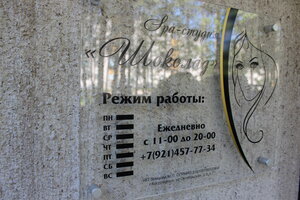 Spa-студия
«Шоколад»
Режим работы:
ПН
ВТ
СР
ЧТ
ПТ
СБ
ВС
Ежедневно
с 11-00 до 20-00
+7(921)457-77-34